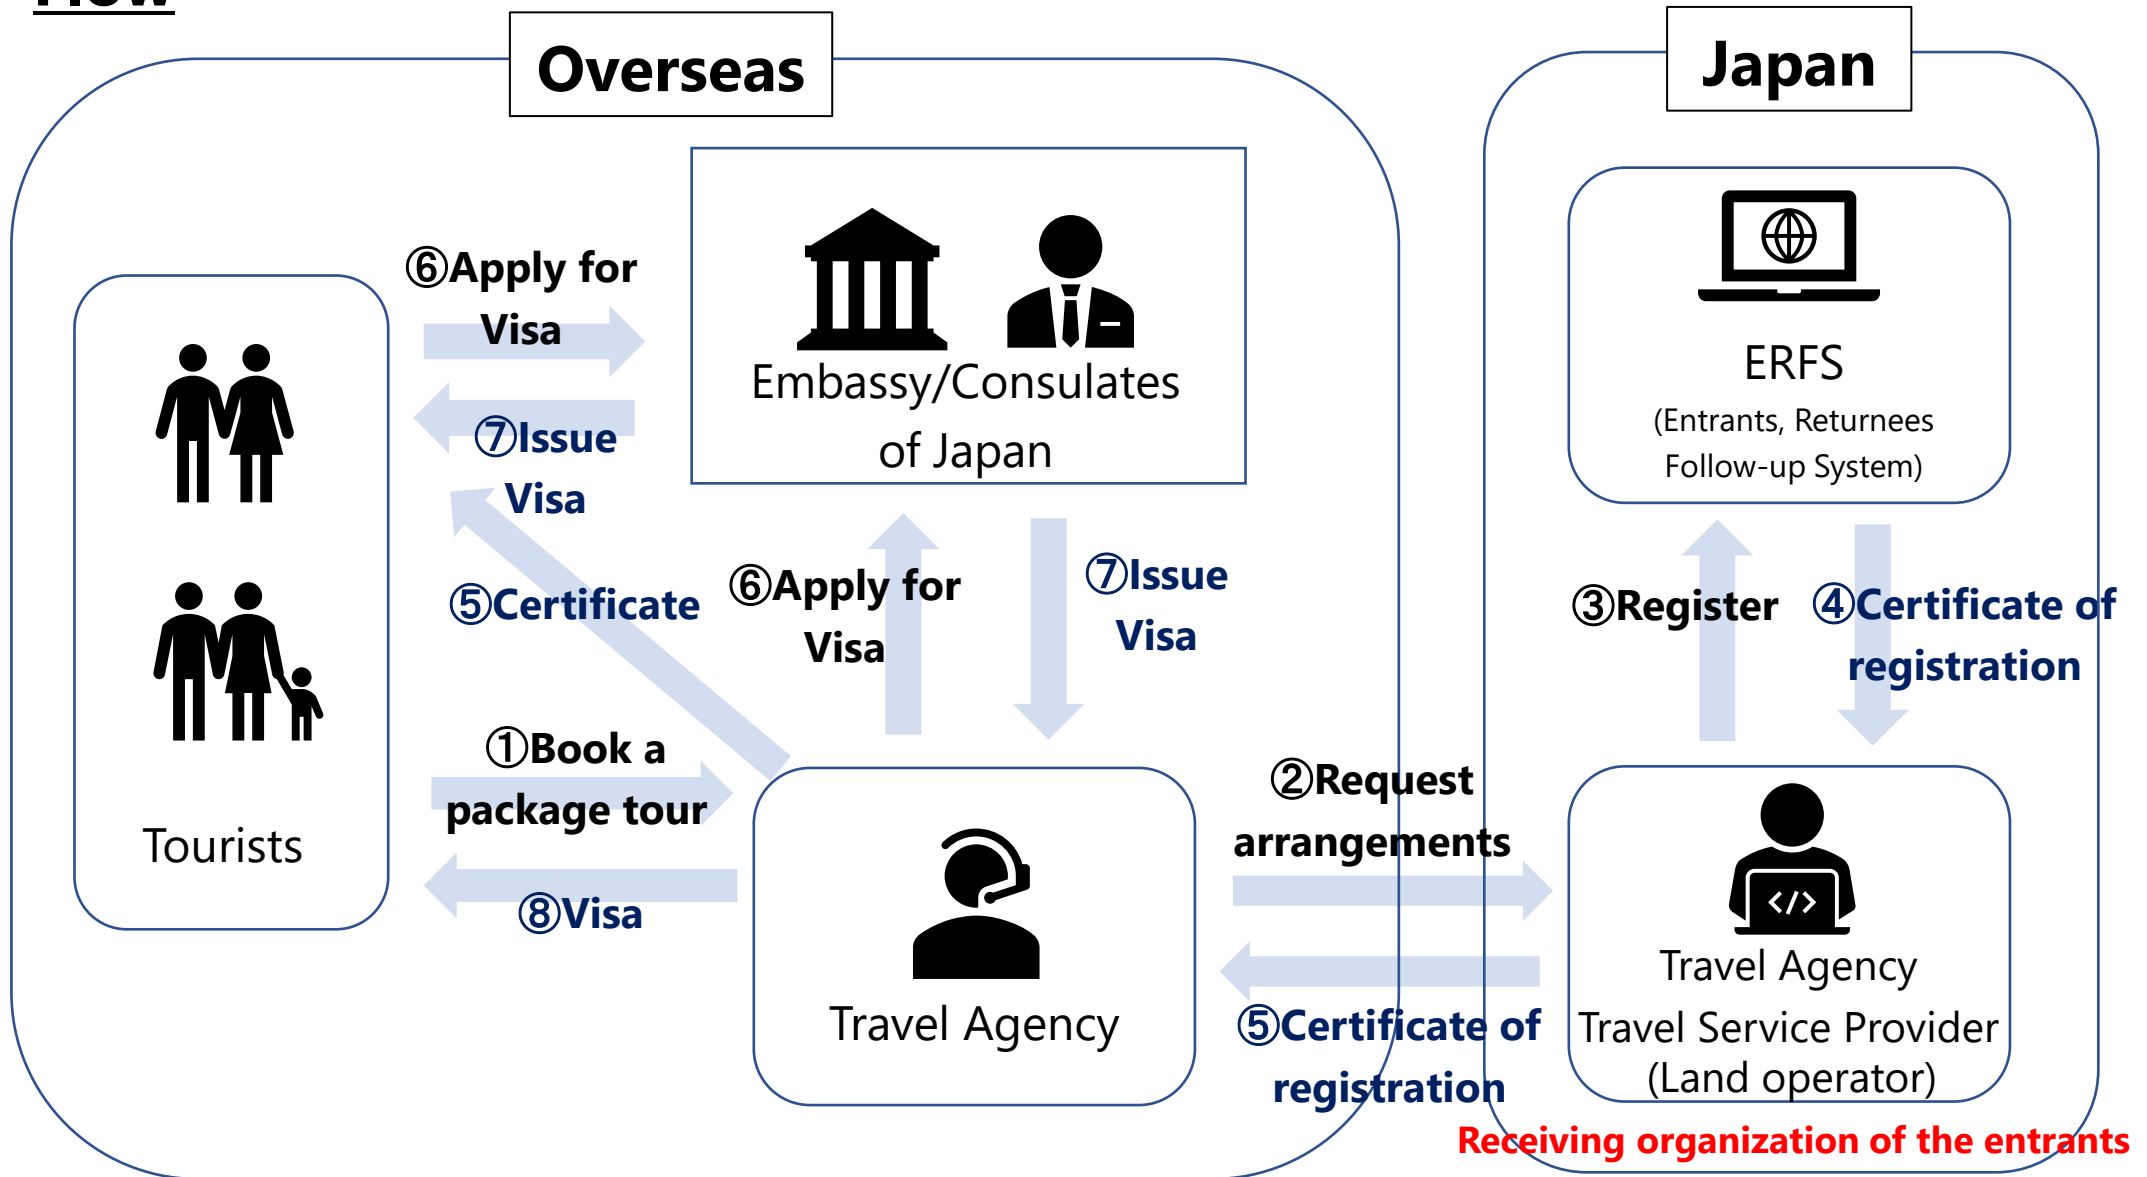 Flow
Overseas
Japan
⑥Apply for
Visa
⑦Issue
Visa
Embassy/Consulates
of Japan
ERFS
(Entrants, Returnees
Follow-up System)
⑤Certificate
⑥Apply for
Visa
⑦Issue
Visa
③Register
④Certificate of
registration
①Book a
package tour
Tourists
⑧Visa
Travel Agency
②Request
arrangements
⑤Certificate of
registration
Travel Agency
Travel Service Provider
(Land operator)
Receiving organization of the entrants